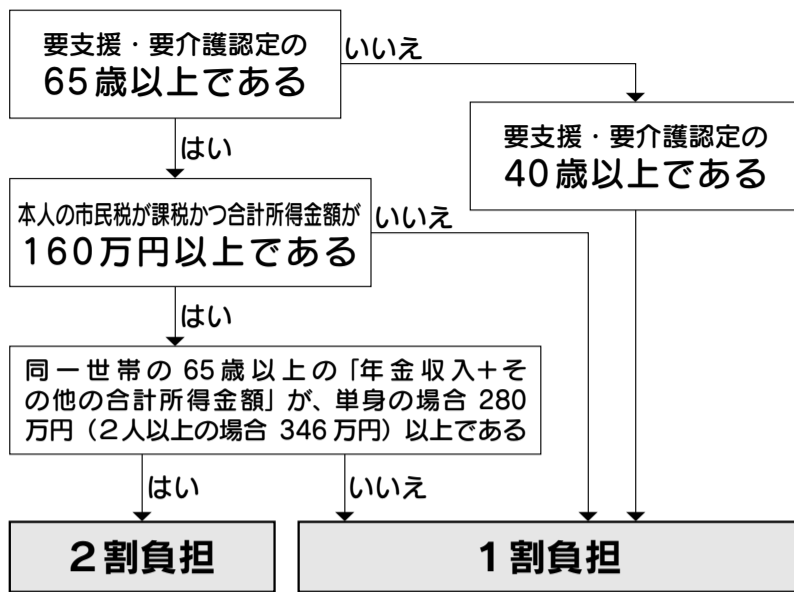 要支援・要介護認定の
65歳以上である
いいえ
要支援・要介護認定の
40歳以上である
はい
本人の市民税が課税かつ合計所得金額が
160万円以上である
いいえ
はい
同一世帯の65歳以上の「年金収入+そ
の他の合計所得金額」が、単身の場合 280
万円(2人以上の場合 346万円)以上である
はい
いいえ
2割負担
1割負担